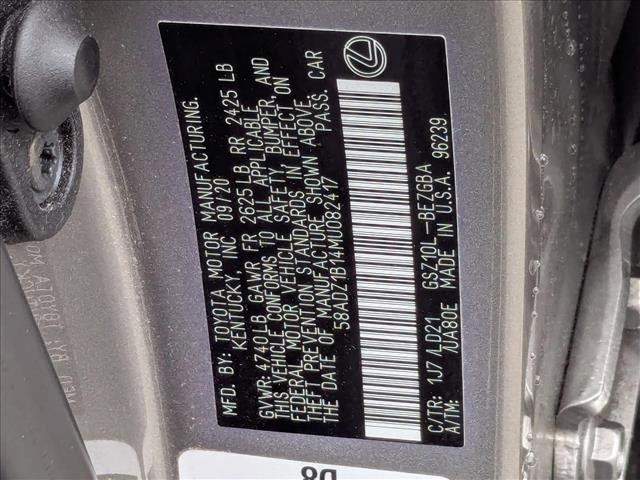 MFD. BY: TOYOTA MOTOR MANUFACTURING.
KENTUCKY, INC 09/20
GVWR: 4740LB GAWR FR 2625 LB RR 2425 LB
THIS VEHICLE CONFORMS TO ALL APPLICABLE
FEDERAL MOTOR VEHICLE SAFETY, BUMPER, AND
THEFT PREVENTION STANDARDS IN EFFECT ON
THE DATE OF MANUFACTURE SHOWN ABOVE.
58ADZ1B14MU082417 PASS. CAR
C/TR: 1J7/LD21 GSZ10L-BEZGBA
A/TM: /UA80E MADE IN U.S.A. 96239.
D8